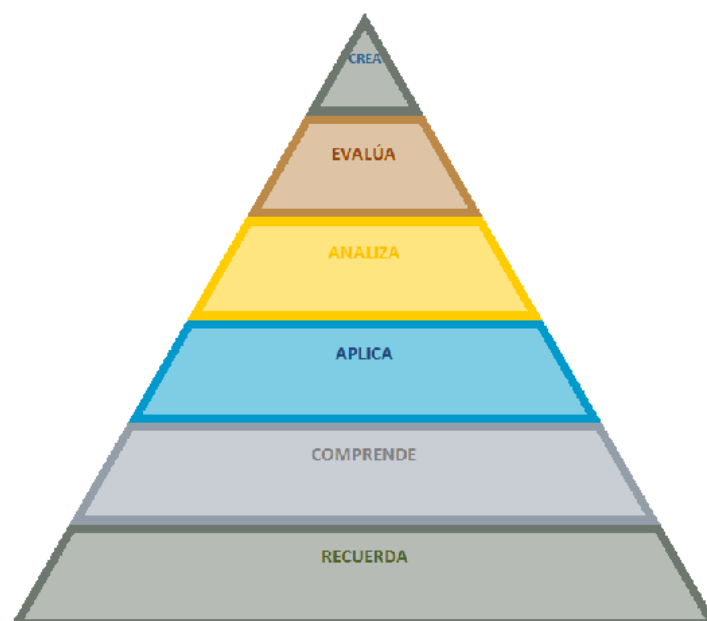 CREA
EVALÚA
ANALIZA
APLICA
COMPRENDE
RECUERDA